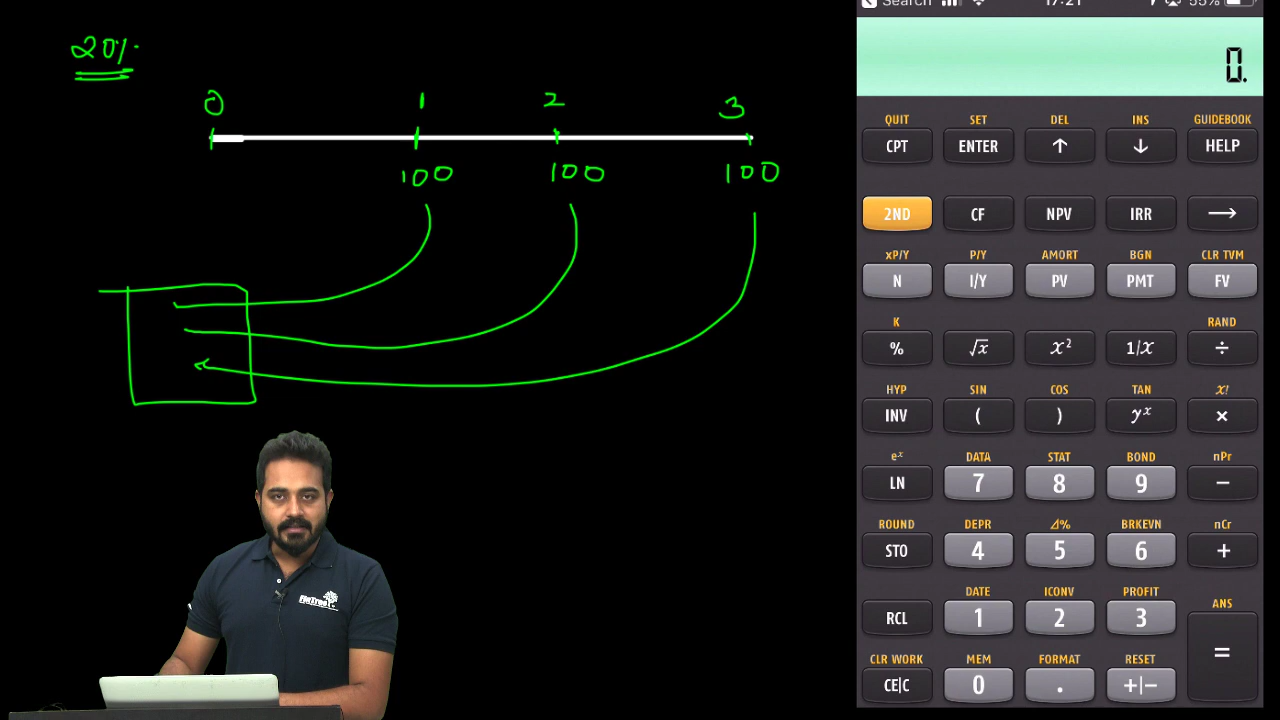 20%
0 1 2 3
100 100 100
FinTree
Search 17:21 55%
0.
QUIT SET DEL INS GUIDEBOOK
CPT ENTER ↑ ↓ HELP
2ND CF NPV IRR →
xP/Y P/Y AMORT BGN CLR TVM
N I/Y PV PMT FV
K RAND
% √x x² 1/x ÷
HYP SIN COS TAN x!
INV ( ) yˣ ×
eˣ DATA STAT BOND nPr
LN 7 8 9 −
ROUND DEPR Δ% BRKEVN nCr
STO 4 5 6 +
DATE ICONV PROFIT ANS
RCL 1 2 3 =
CLR WORK MEM FORMAT RESET
CE|C 0 . +|−